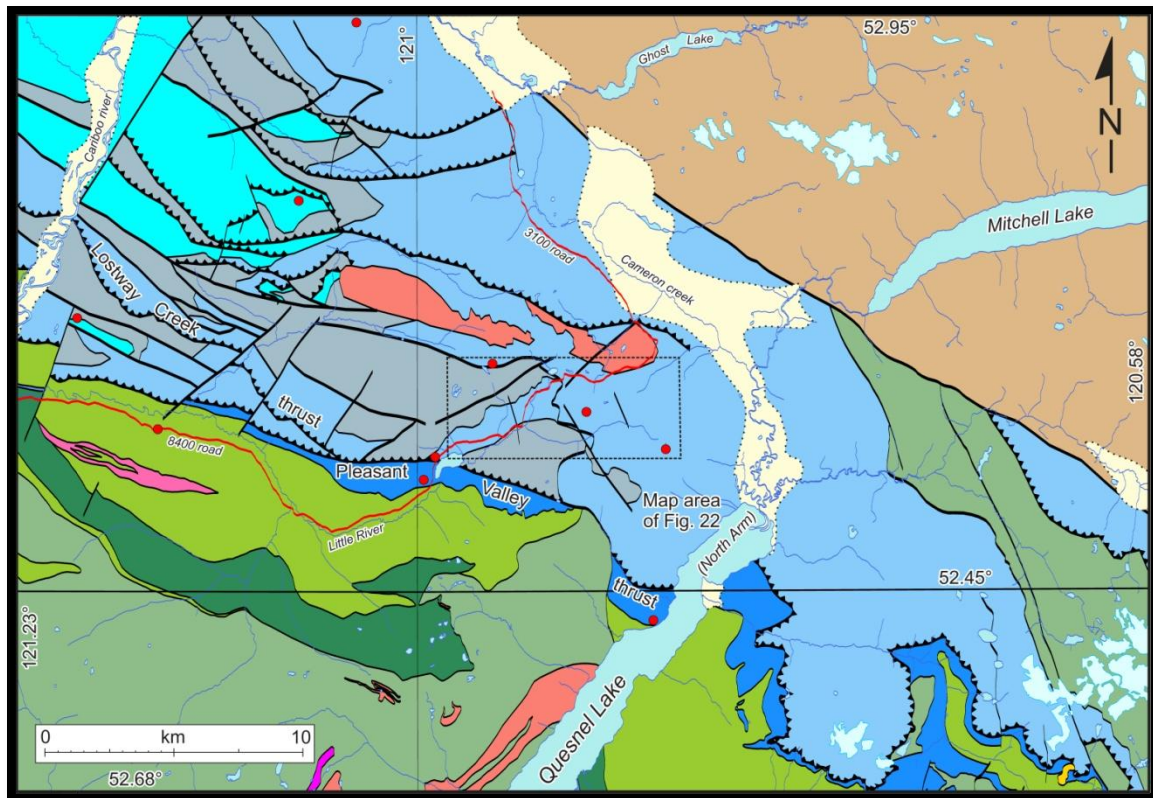 52.95°
Ghost Lake
121°
N
Cariboo river
Mitchell Lake
3100 road
Cameron creek
Lostway
Creek
120.58°
thrust
8400 road
Pleasant
Valley
Map area
of Fig. 22
Little River
(North Arm)
52.45°
thrust
121.23°
Quesnel Lake
0 km 10
52.68°